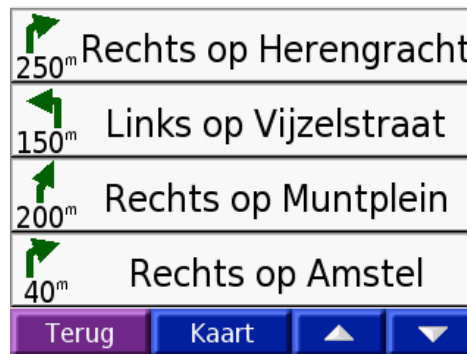 250m Rechts op Herengracht
150m Links op Vijzelstraat
200m Rechts op Muntplein
40m Rechts op Amstel
Terug Kaart